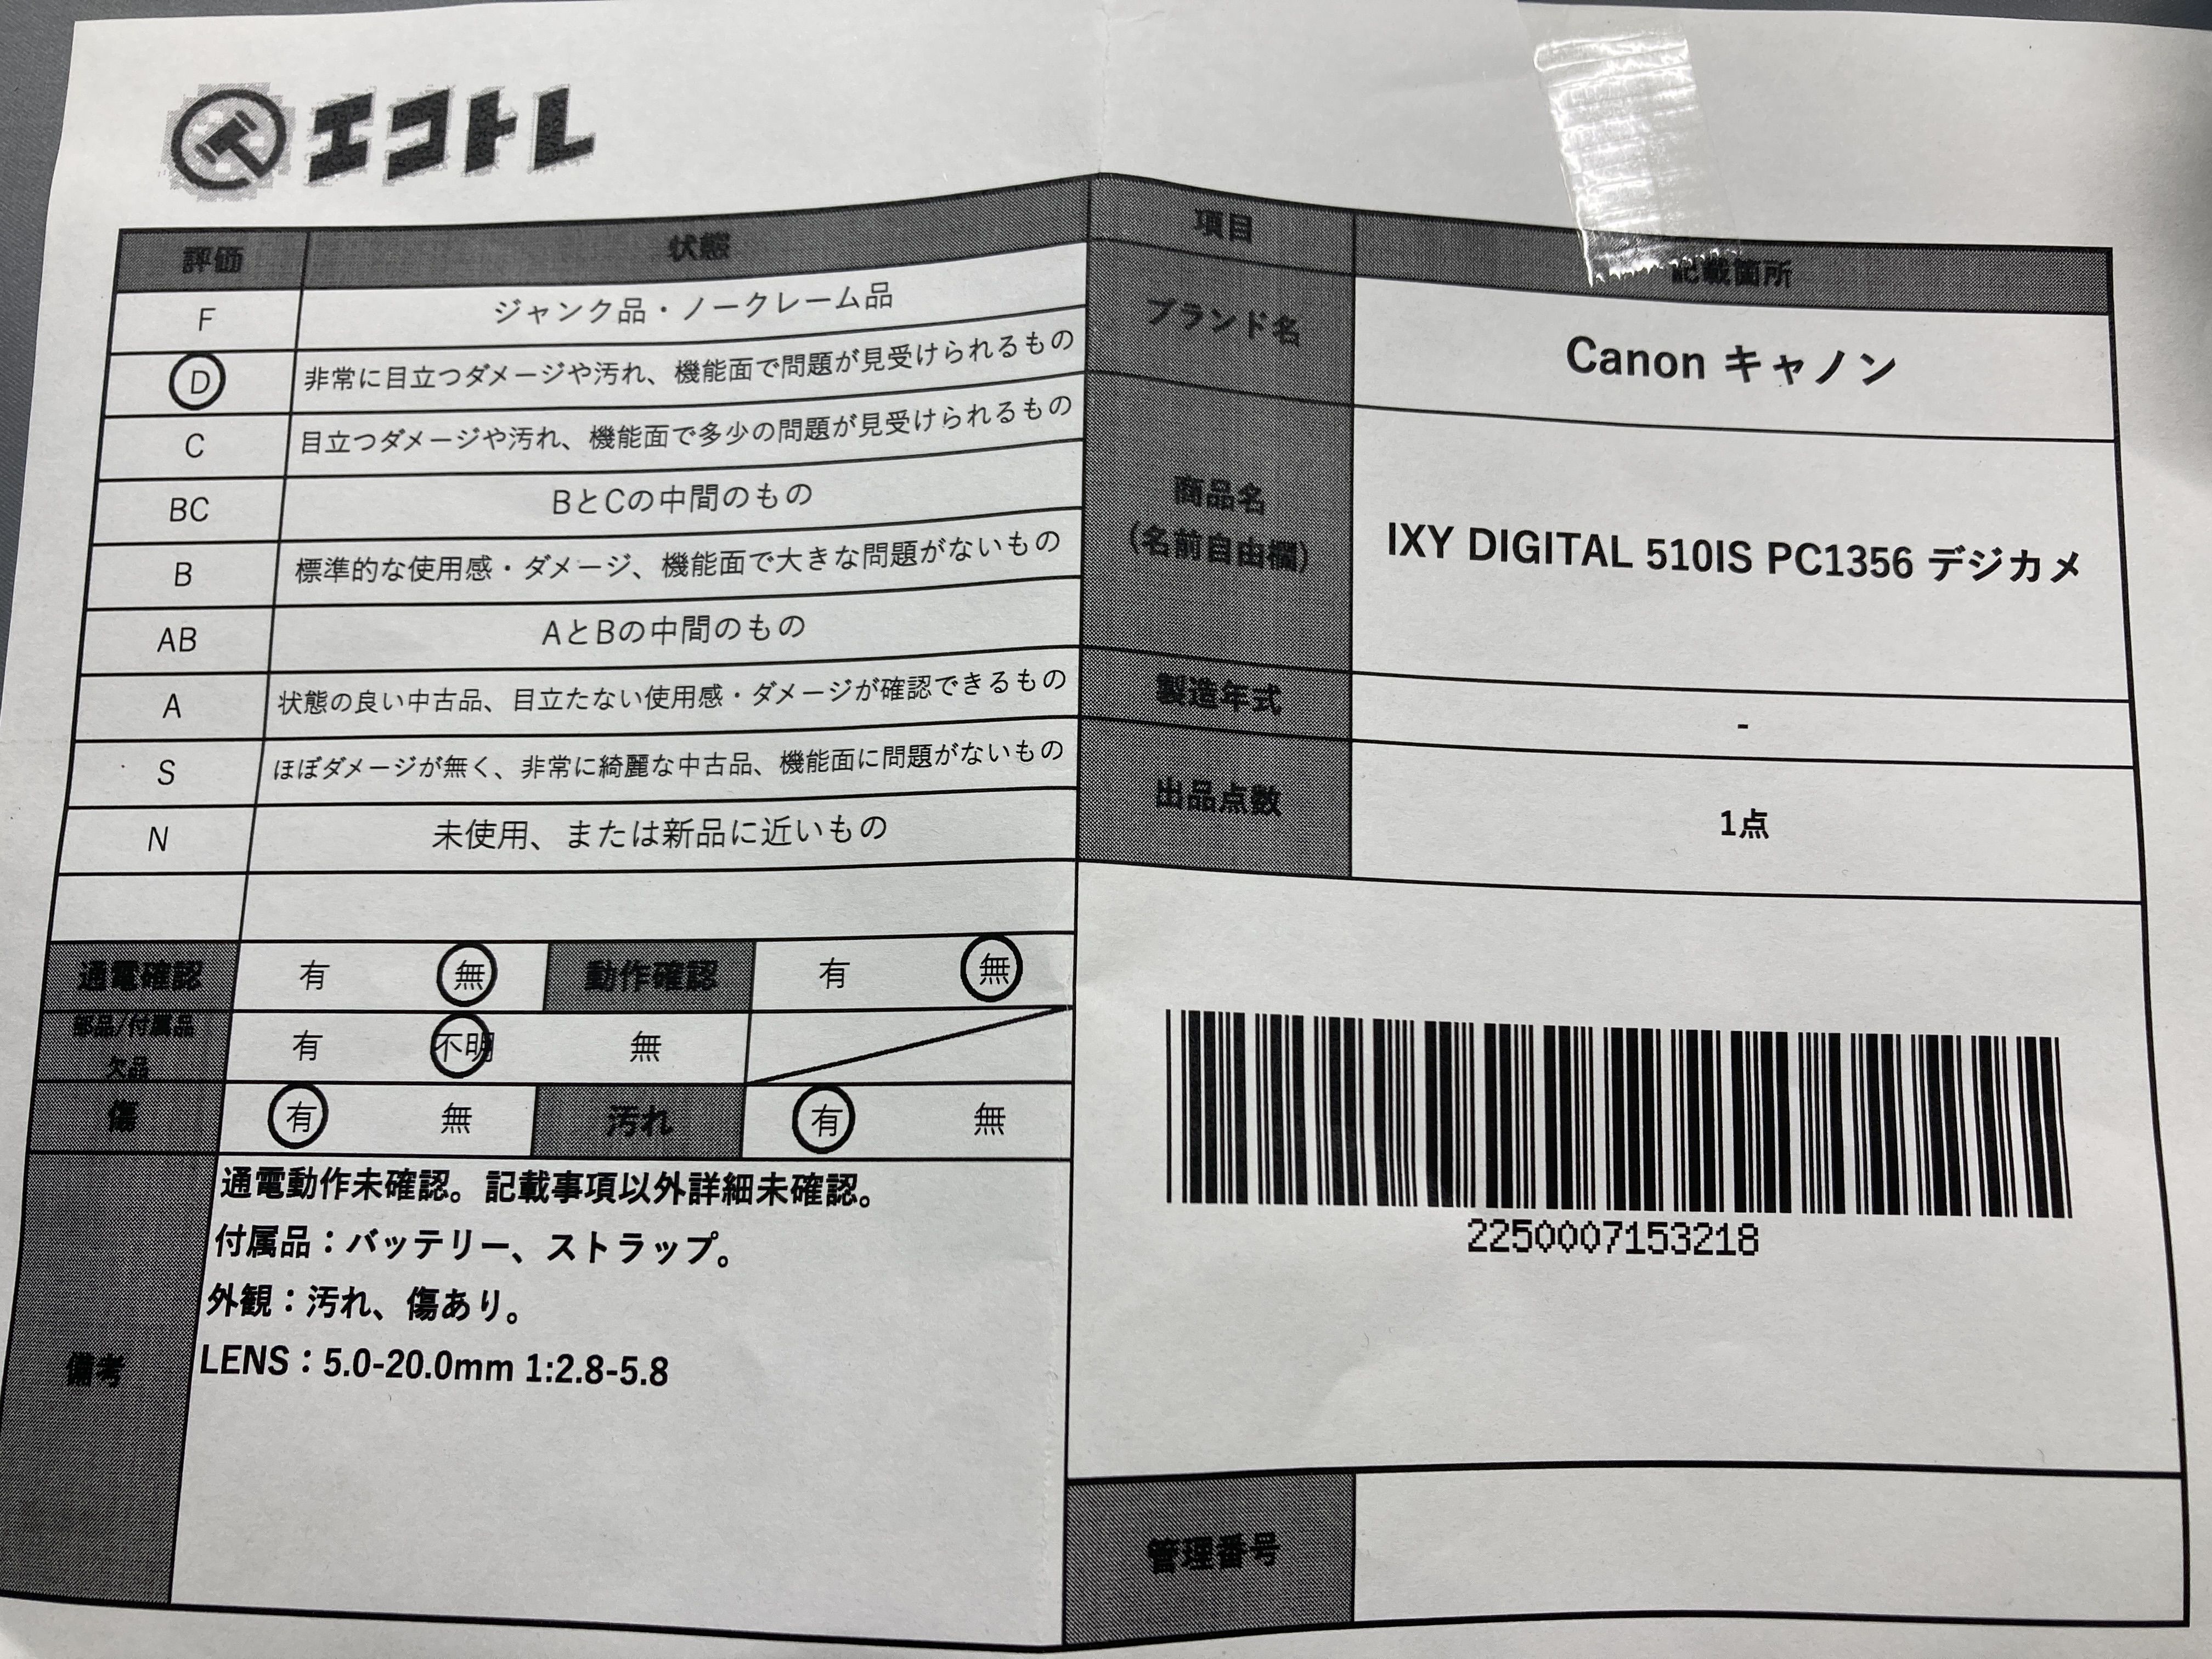 エコトレ
評価 状態
F ジャンク品・ノークレーム品
D 非常に目立つダメージや汚れ、機能面で問題が見受けられるもの
C 目立つダメージや汚れ、機能面で多少の問題が見受けられるもの
BC BとCの中間のもの
B 標準的な使用感・ダメージ、機能面で大きな問題がないもの
AB AとBの中間のもの
A 状態の良い中古品、目立たない使用感・ダメージが確認できるもの
S ほぼダメージが無く、非常に綺麗な中古品、機能面に問題がないもの
N 未使用、または新品に近いもの
通電確認 有 無 動作確認 有 無
部品/付属品
欠品 有 不明 無
傷 有 無 汚れ 有 無
備考
通電動作未確認。記載事項以外詳細未確認。
付属品：バッテリー、ストラップ。
外観：汚れ、傷あり。
LENS：5.0-20.0mm 1:2.8-5.8
項目 記載箇所
ブランド名 Canon キャノン
商品名
(名前自由欄) IXY DIGITAL 510IS PC1356 デジカメ
製造年式 -
出品点数 1点
2250007153218
管理番号